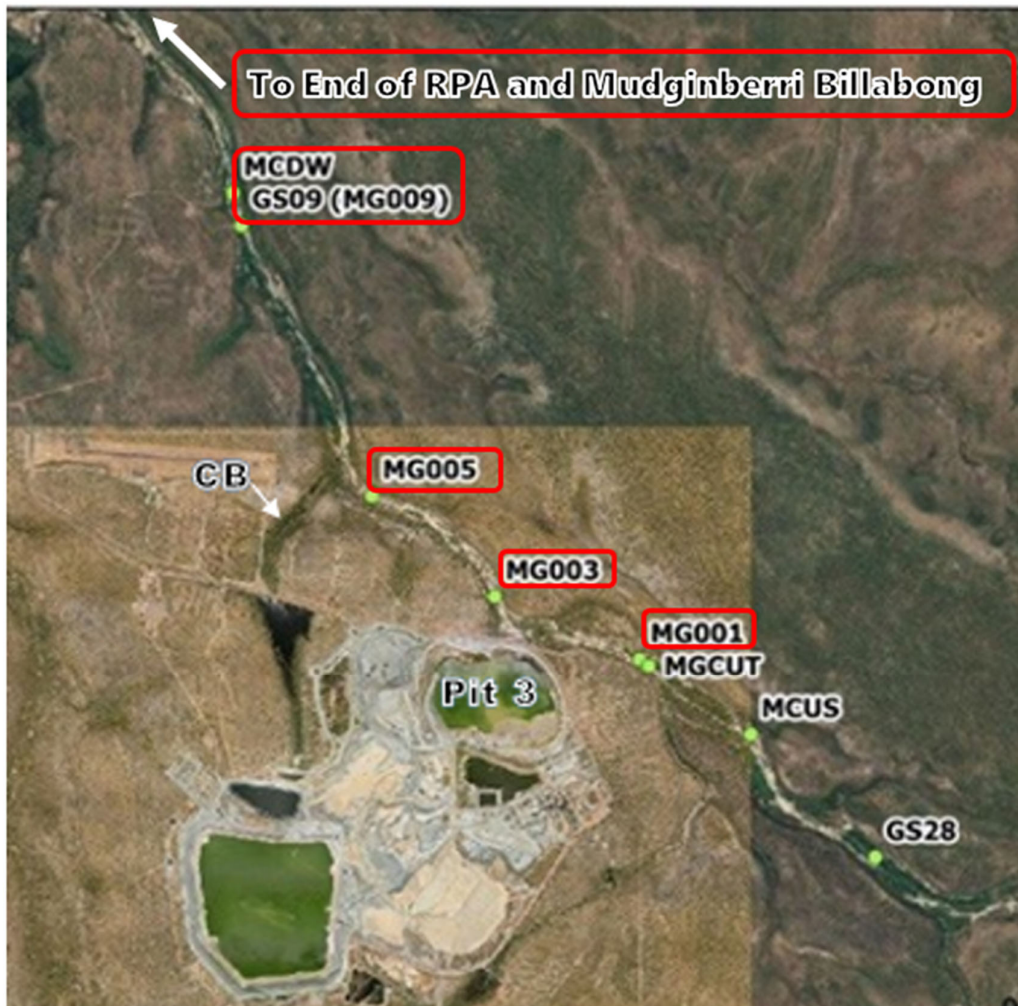 To End of RPA and Mudginberri Billabong
MCDW
GS09 (MG009)
CB
MG005
MG003
MG001
MGCUT
Pit 3
MCUS
GS28